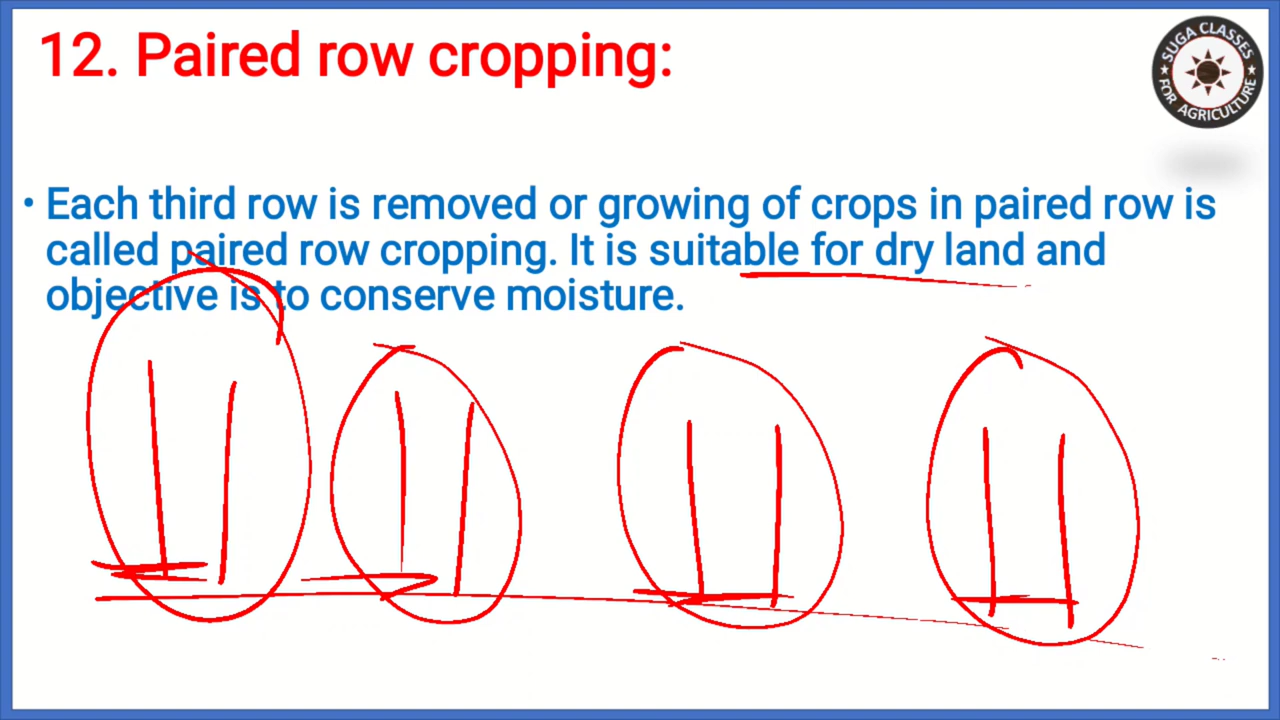 12. Paired row cropping:
SUGA CLASSES
FOR AGRICULTURE
• Each third row is removed or growing of crops in paired row is
called paired row cropping. It is suitable for dry land and
objective is to conserve moisture.